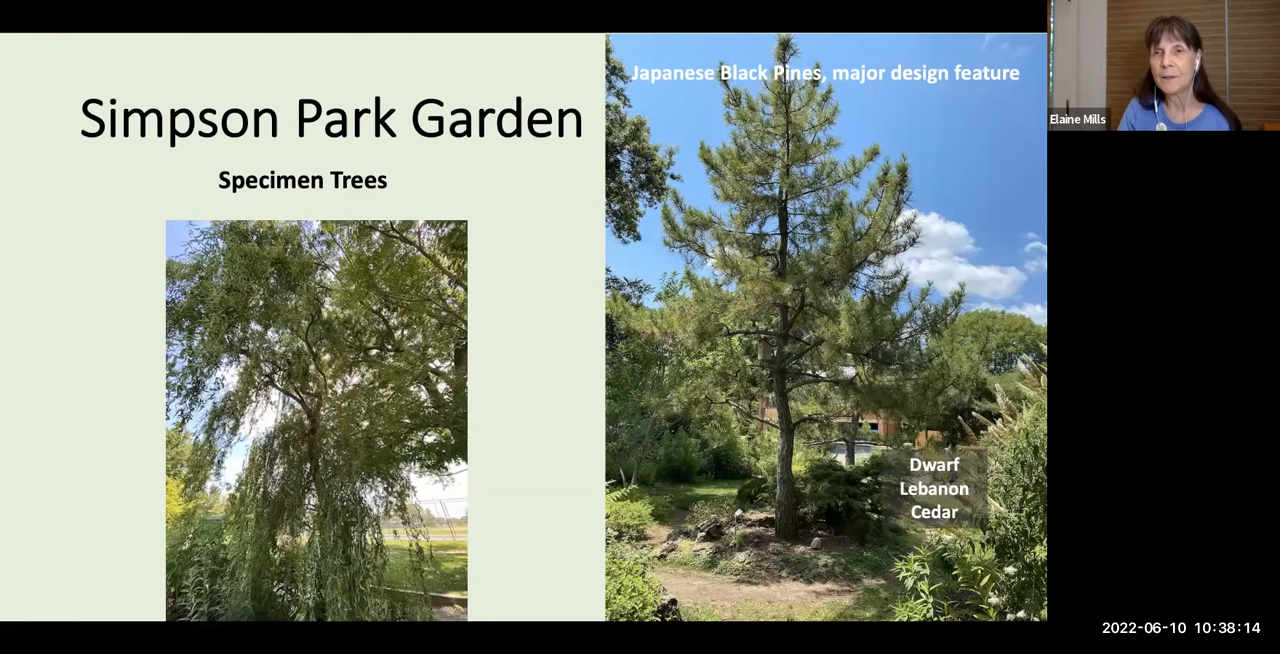 Simpson Park Garden
Specimen Trees
Japanese Black Pines, major design feature
Dwarf
Lebanon
Cedar
Elaine Mills
2022-06-10 10:38:14